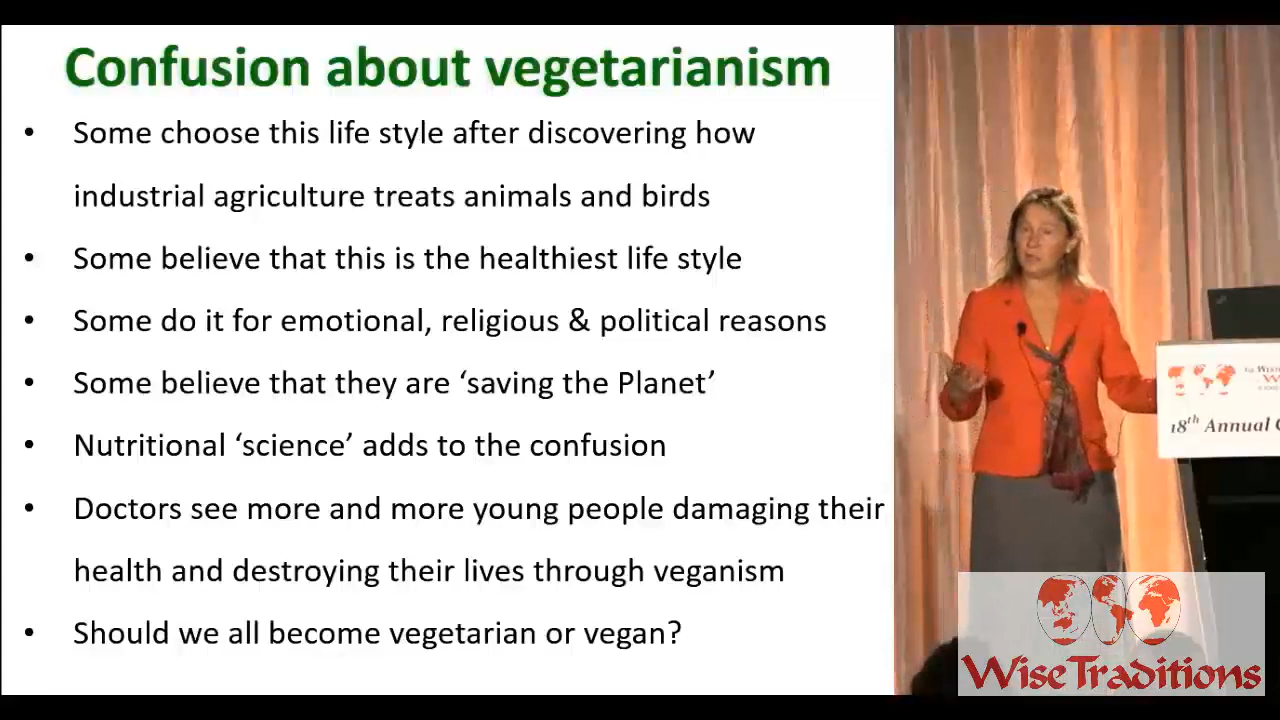 Confusion about vegetarianism
• Some choose this life style after discovering how
industrial agriculture treats animals and birds
• Some believe that this is the healthiest life style
• Some do it for emotional, religious & political reasons
• Some believe that they are ‘saving the Planet’
• Nutritional ‘science’ adds to the confusion
• Doctors see more and more young people damaging their
health and destroying their lives through veganism
• Should we all become vegetarian or vegan?
18th Annual
WiseTraditions